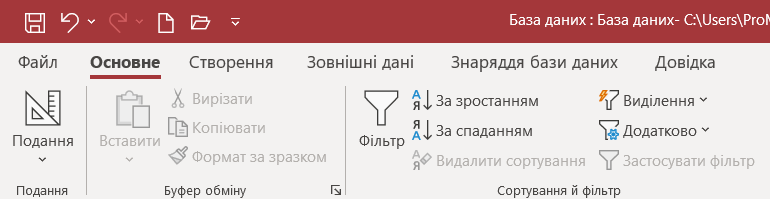 База даних : База даних- C:\Users\ProM
Файл Основне Створення Зовнішні дані Знаряддя бази даних Довідка
Подання
Вставити
Вирізати
Копіювати
Формат за зразком
Фільтр
За зростанням
За спаданням
Видалити сортування
Виділення
Додатково
Застосувати фільтр
Подання
Буфер обміну
Сортування й фільтр